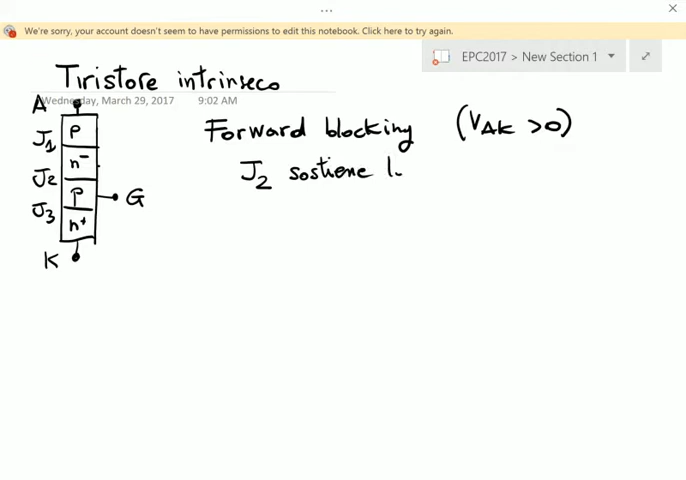 We're sorry, your account doesn't seem to have permissions to edit this notebook. Click here to try again.
EPC2017 > New Section 1
Tiristore intrinseco
Wednesday, March 29, 2017 9:02 AM
A
Forward blocking (VAK >0)
J1 p
J2 sostiene l
n-
J2
p G
J3
n+
K